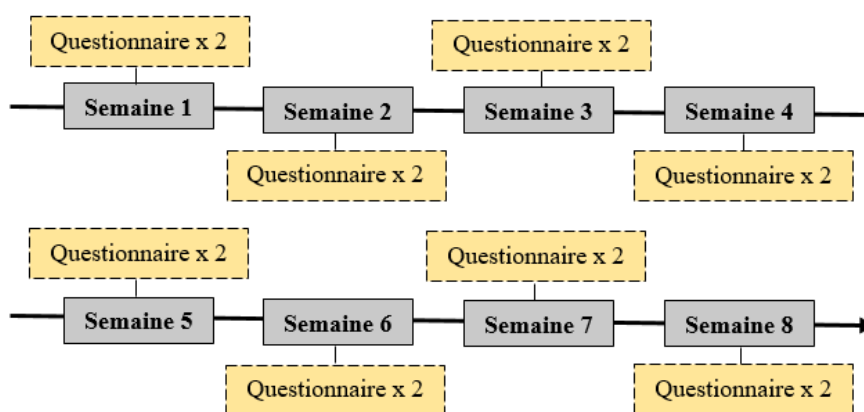 Questionnaire x 2
Questionnaire x 2
Semaine 1
Semaine 2
Semaine 3
Semaine 4
Questionnaire x 2
Questionnaire x 2
Questionnaire x 2
Questionnaire x 2
Semaine 5
Semaine 6
Semaine 7
Semaine 8
Questionnaire x 2
Questionnaire x 2